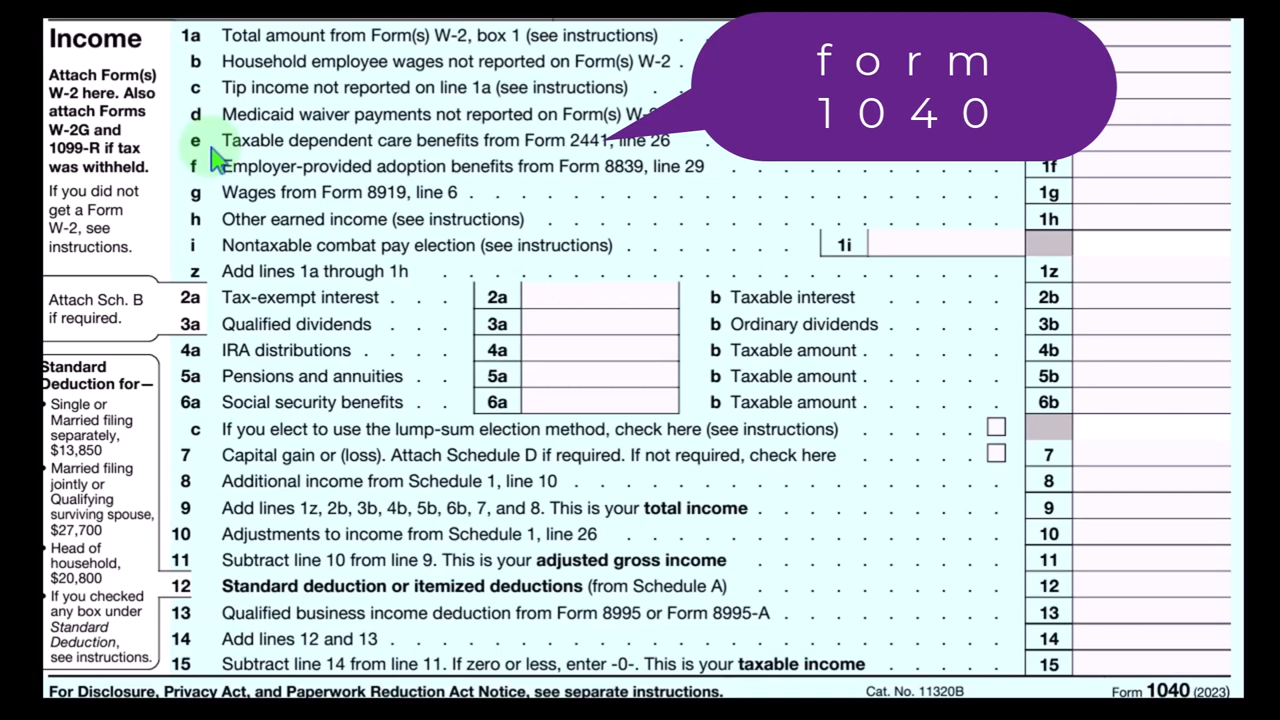 form
1040
Income
Attach Form(s)
W-2 here. Also
attach Forms
W-2G and
1099-R if tax
was withheld.
If you did not
get a Form
W-2, see
instructions.
Attach Sch. B
if required.
Standard
Deduction for—
• Single or
Married filing
separately,
$13,850
• Married filing
jointly or
Qualifying
surviving spouse,
$27,700
• Head of
household,
$20,800
• If you checked
any box under
Standard
Deduction,
see instructions.
1a Total amount from Form(s) W-2, box 1 (see instructions) .
b Household employee wages not reported on Form(s) W-2 .
c Tip income not reported on line 1a (see instructions) .
d Medicaid waiver payments not reported on Form(s)
e Taxable dependent care benefits from Form 2441, line 26 .
f Employer-provided adoption benefits from Form 8839, line 29 . . . . . . . . . . . 1f
g Wages from Form 8919, line 6 . . . . . . . . . . . . . . . . . . . . . 1g
h Other earned income (see instructions) . . . . . . . . . . . . . . . . . . 1h
i Nontaxable combat pay election (see instructions) . . . . . . . 1i
z Add lines 1a through 1h . . . . . . . . . . . . . . . . . . . . . 1z
2a Tax-exempt interest . . . 2a b Taxable interest . . . . . 2b
3a Qualified dividends . . . 3a b Ordinary dividends . . . . . 3b
4a IRA distributions . . . . 4a b Taxable amount . . . . . . 4b
5a Pensions and annuities . . 5a b Taxable amount . . . . . . 5b
6a Social security benefits . . 6a b Taxable amount . . . . . . 6b
c If you elect to use the lump-sum election method, check here (see instructions) . . . . .
7 Capital gain or (loss). Attach Schedule D if required. If not required, check here . . . . . 7
8 Additional income from Schedule 1, line 10 . . . . . . . . . . . . . . . . . 8
9 Add lines 1z, 2b, 3b, 4b, 5b, 6b, 7, and 8. This is your total income . . . . . . . . . . 9
10 Adjustments to income from Schedule 1, line 26 . . . . . . . . . . . . . . . 10
11 Subtract line 10 from line 9. This is your adjusted gross income . . . . . . . . . . 11
12 Standard deduction or itemized deductions (from Schedule A) . . . . . . . . . . 12
13 Qualified business income deduction from Form 8995 or Form 8995-A . . . . . . . . . 13
14 Add lines 12 and 13 . . . . . . . . . . . . . . . . . . . . . . . 14
15 Subtract line 14 from line 11. If zero or less, enter -0-. This is your taxable income . . . . . 15
For Disclosure, Privacy Act, and Paperwork Reduction Act Notice, see separate instructions. Cat. No. 11320B Form 1040 (2023)